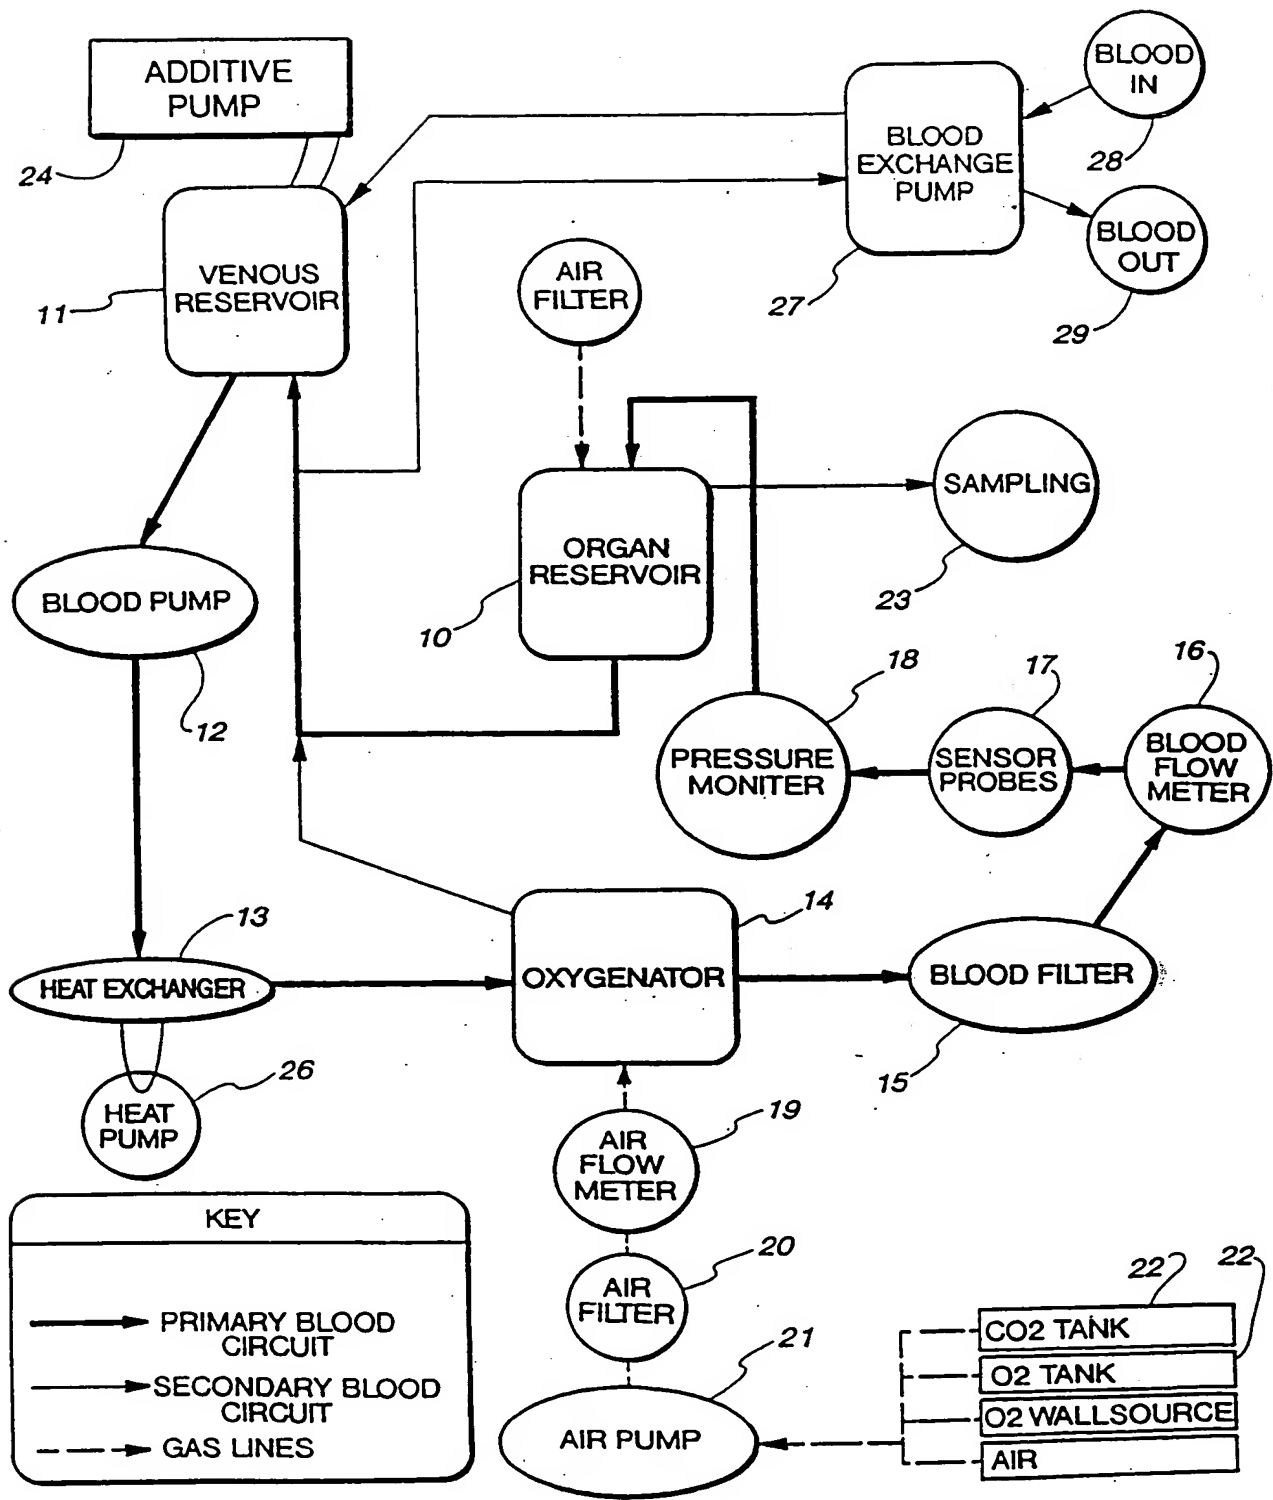 ADDITIVE
PUMP
24
BLOOD
IN
28
BLOOD
EXCHANGE
PUMP
27
BLOOD
OUT
29
VENOUS
RESERVOIR
11
AIR
FILTER
SAMPLING
23
ORGAN
RESERVOIR
10
BLOOD PUMP
12
18
PRESSURE
MONITER
17
SENSOR
PROBES
16
BLOOD
FLOW
METER
13
HEAT EXCHANGER
14
OXYGENATOR
BLOOD FILTER
15
26
HEAT
PUMP
19
AIR
FLOW
METER
20
AIR
FILTER
21
AIR PUMP
22
22
CO2 TANK
O2 TANK
O2 WALLSOURCE
AIR
KEY
PRIMARY BLOOD
CIRCUIT
SECONDARY BLOOD
CIRCUIT
GAS LINES